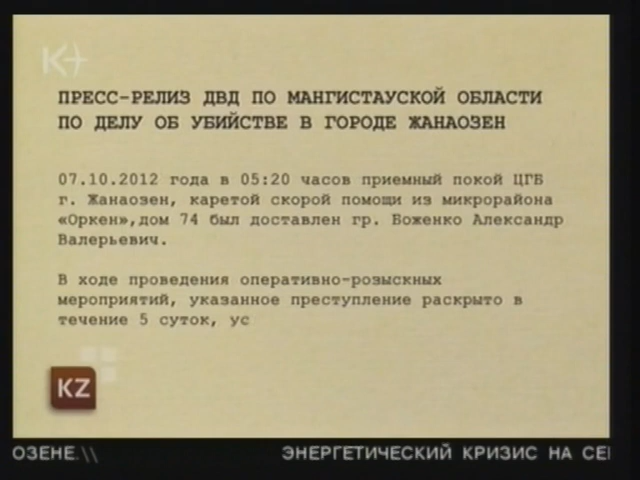 K+
ПРЕСС-РЕЛИЗ ДВД ПО МАНГИСТАУСКОЙ ОБЛАСТИ
ПО ДЕЛУ ОБ УБИЙСТВЕ В ГОРОДЕ ЖАНАОЗЕН
07.10.2012 года в 05:20 часов приемный покой ЦГБ
г. Жанаозен, каретой скорой помощи из микрорайона
«Оркен»,дом 74 был доставлен гр. Боженко Александр
Валерьевич.
В ходе проведения оперативно-розыскных
мероприятий, указанное преступление раскрыто в
течение 5 суток, ус
KZ
ОЗЕНЕ.\\ ЭНЕРГЕТИЧЕСКИЙ КРИЗИС НА СЕ